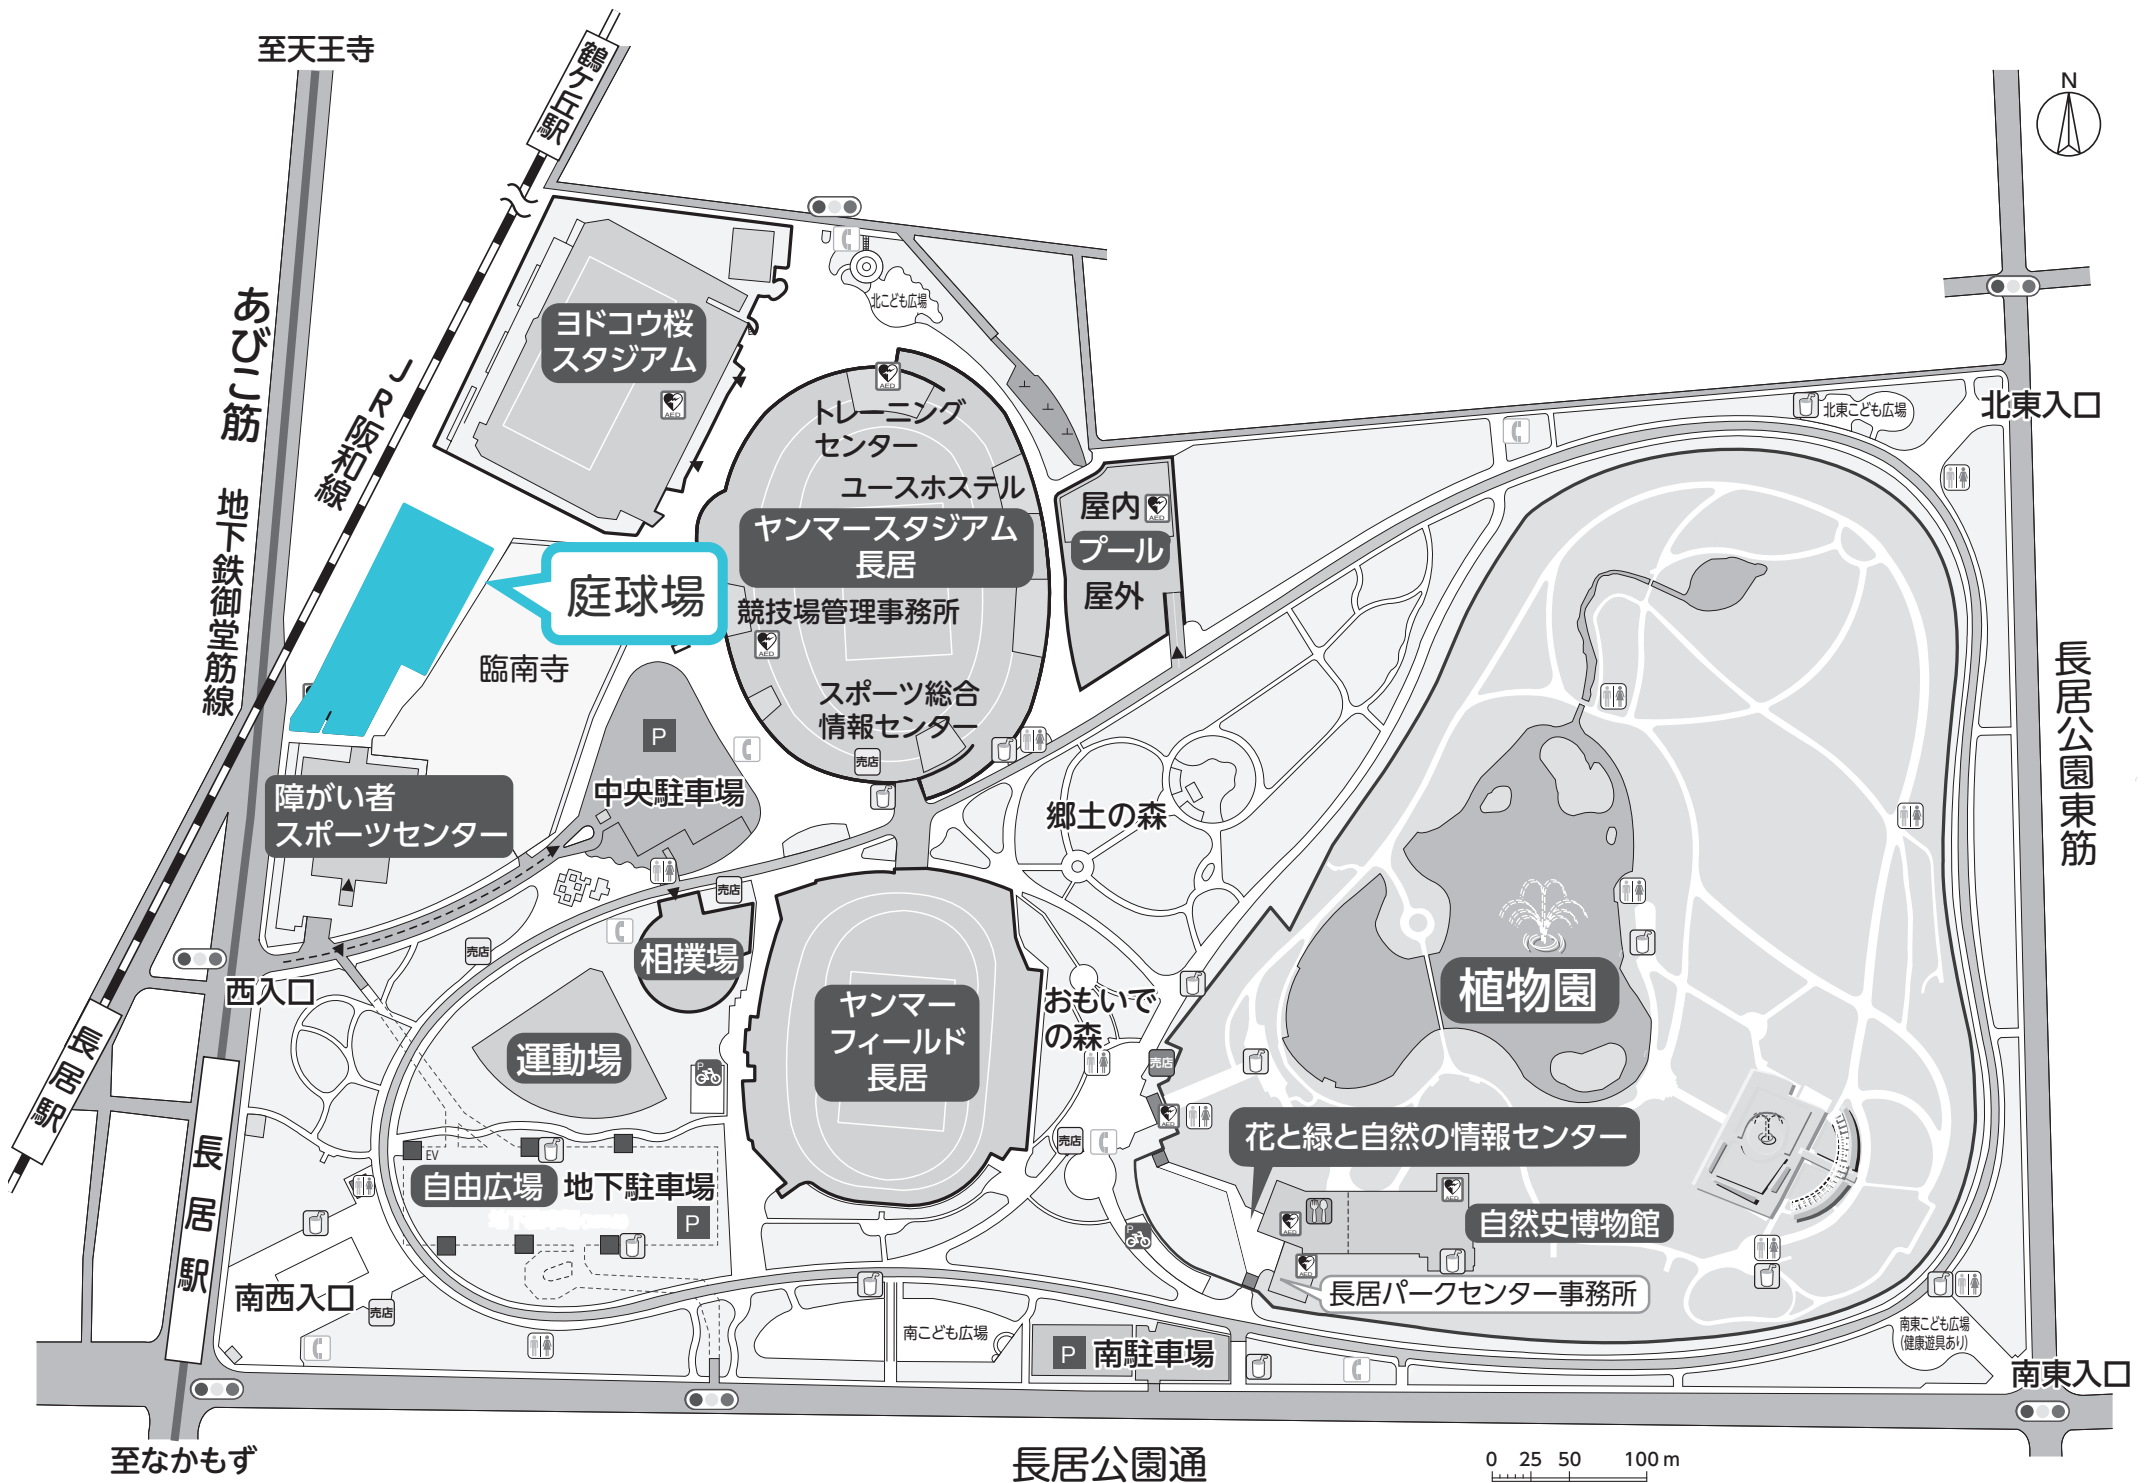 至天王寺
鶴ケ丘駅
N
北こども広場
ヨドコウ桜
スタジアム
AED
あびこ筋
地下鉄御堂筋線
JR阪和線
AED
トレーニング
センター
ユースホステル
ヤンマースタジアム
長居
競技場管理事務所
AED
スポーツ総合
情報センター
売店
屋内
AED
プール
屋外
北東こども広場
北東入口
庭球場
臨南寺
P
中央駐車場
障がい者
スポーツセンター
郷土の森
長居公園東筋
売店
売店
相撲場
西入口
運動場
P
ヤンマー
フィールド
長居
おもいで
の森
売店
植物園
AED
長居駅
長居駅
EV
自由広場
地下駐車場
P
売店
花と緑と自然の情報センター
AED
AED
自然史博物館
P
AED
長居パークセンター事務所
南西入口
売店
南こども広場
P
南駐車場
南東こども広場
(健康遊具あり)
南東入口
至なかもず
長居公園通
0 25 50 100 m